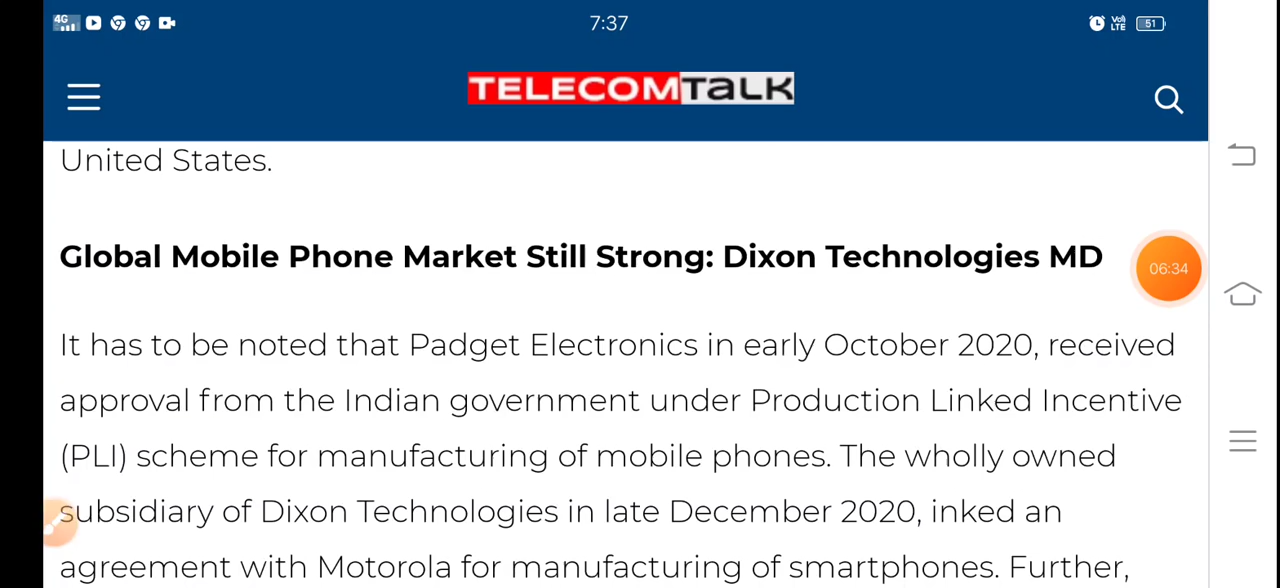 4G 7:37 Vo) LTE 51
TELECOMTALK
United States.
Global Mobile Phone Market Still Strong: Dixon Technologies MD
06:34
It has to be noted that Padget Electronics in early October 2020, received
approval from the Indian government under Production Linked Incentive
(PLI) scheme for manufacturing of mobile phones. The wholly owned
subsidiary of Dixon Technologies in late December 2020, inked an
agreement with Motorola for manufacturing of smartphones. Further,